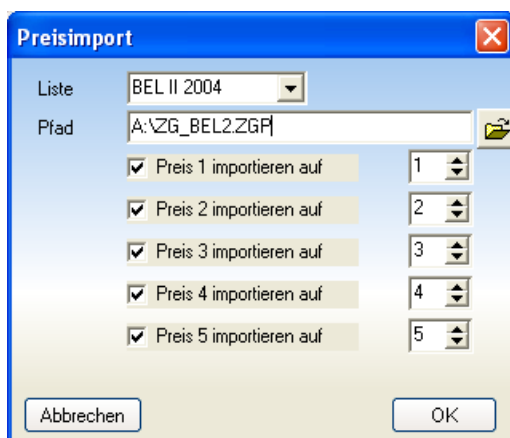 Preisimport
Liste BEL II 2004
Pfad A:\ZG_BEL2.ZGP
Preis 1 importieren auf 1
Preis 2 importieren auf 2
Preis 3 importieren auf 3
Preis 4 importieren auf 4
Preis 5 importieren auf 5
Abbrechen OK